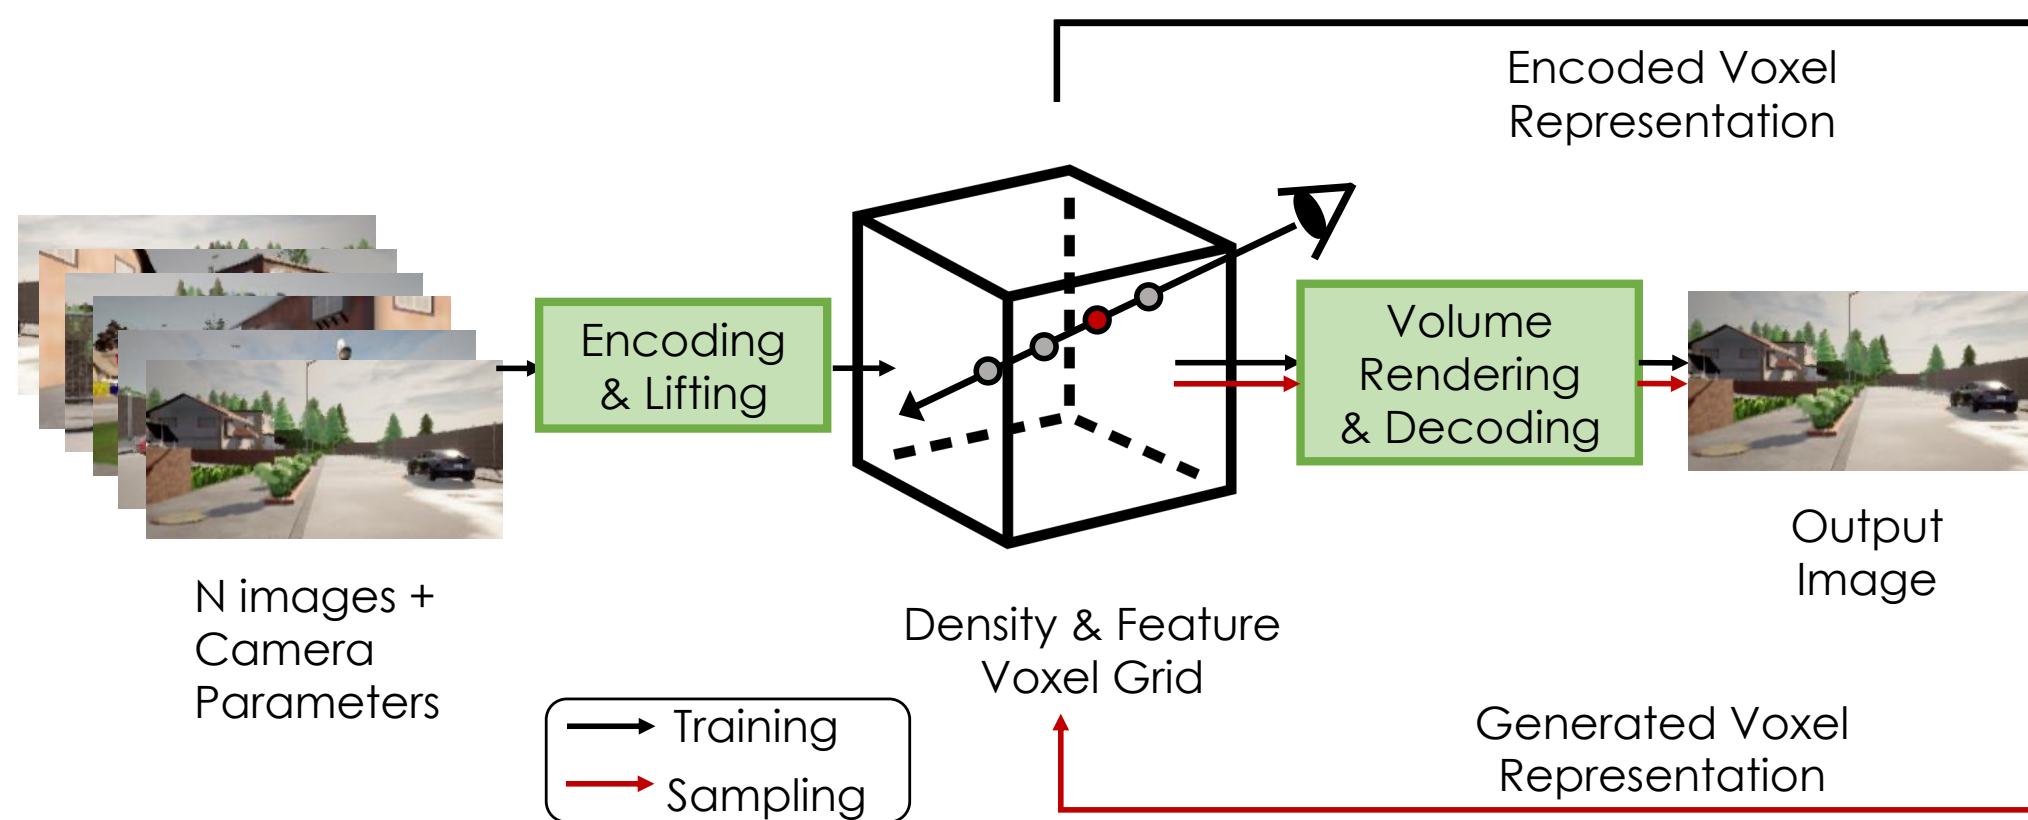 Encoded Voxel
Representation
Encoding
& Lifting
Volume
Rendering
& Decoding
N images +
Camera
Parameters
Density & Feature
Voxel Grid
Output
Image
Training
Sampling
Generated Voxel
Representation